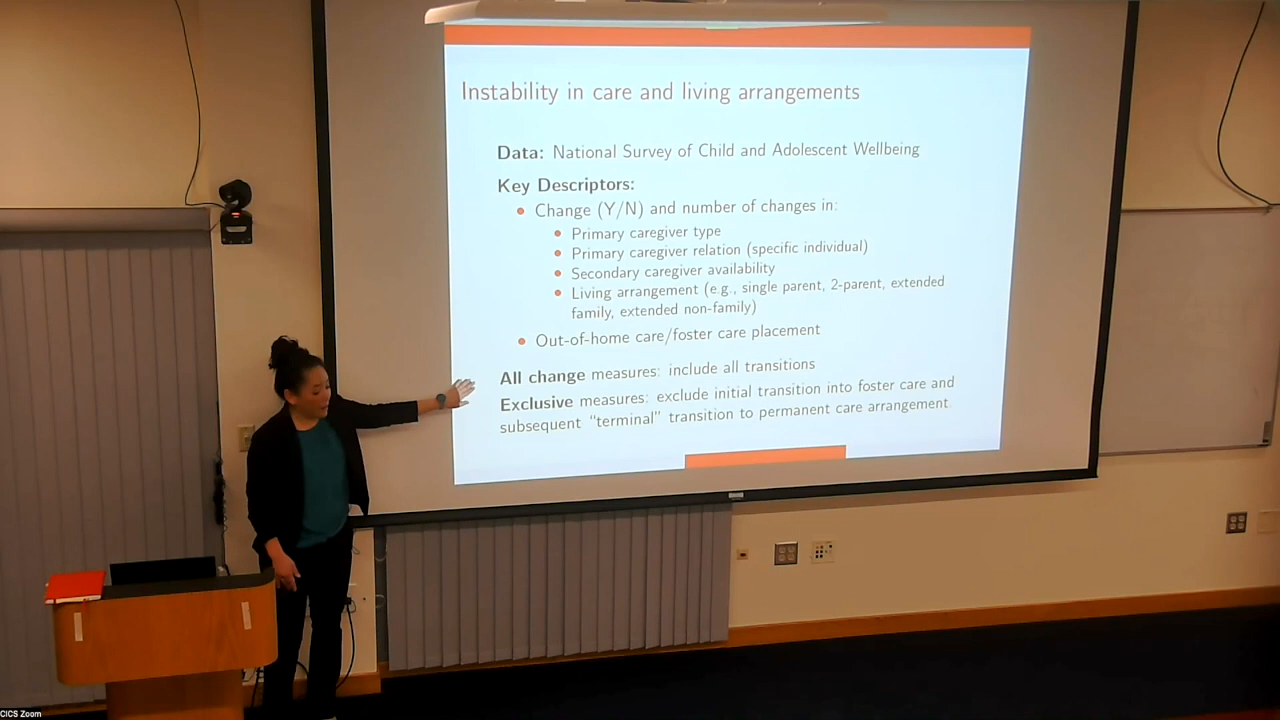 Instability in care and living arrangements
Data: National Survey of Child and Adolescent Wellbeing
Key Descriptors:
Change (Y/N) and number of changes in:
Primary caregiver type
Primary caregiver relation (specific individual)
Secondary caregiver availability
Living arrangement (e.g., single parent, 2-parent, extended
family, extended non-family)
Out-of-home care/foster care placement
All change measures: include all transitions
Exclusive measures: exclude initial transition into foster care and
subsequent “terminal” transition to permanent care arrangement.
CICS Zoom